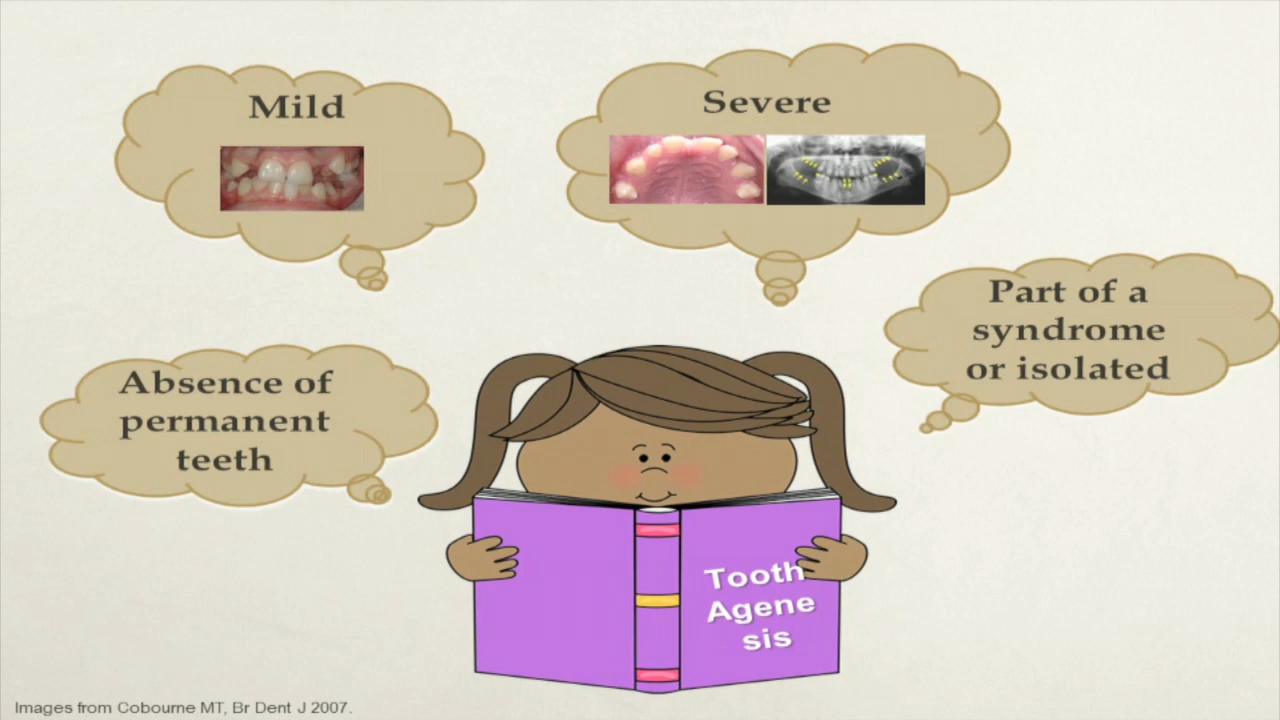 Mild
Severe
Part of a
syndrome
or isolated
Absence of
permanent
teeth
Tooth
Agene
sis
Images from Cobourne MT, Br Dent J 2007.